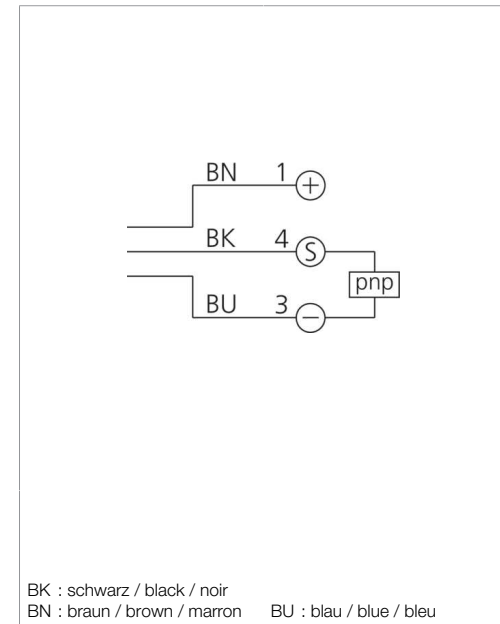 BN 1 +
BK 4 S
pnp
BU 3 −
BK : schwarz / black / noir
BN : braun / brown / marron BU : blau / blue / bleu